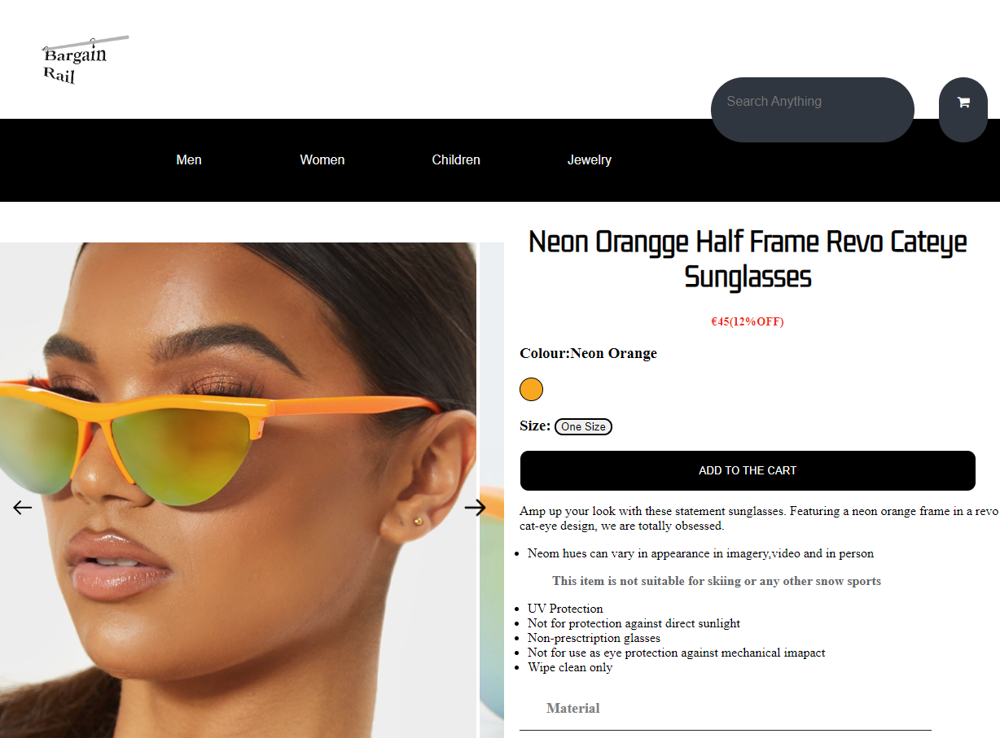 Bargain
Rail
Search Anything
Men Women Children Jewelry
Neon Orangge Half Frame Revo Cateye
Sunglasses
€45(12%OFF)
Colour:Neon Orange
Size: One Size
ADD TO THE CART
Amp up your look with these statement sunglasses. Featuring a neon orange frame in a revo
cat-eye design, we are totally obsessed.
Neom hues can vary in appearance in imagery,video and in person
This item is not suitable for skiing or any other snow sports
UV Protection
Not for protection against direct sunlight
Non-presctription glasses
Not for use as eye protection against mechanical imapact
Wipe clean only
Material